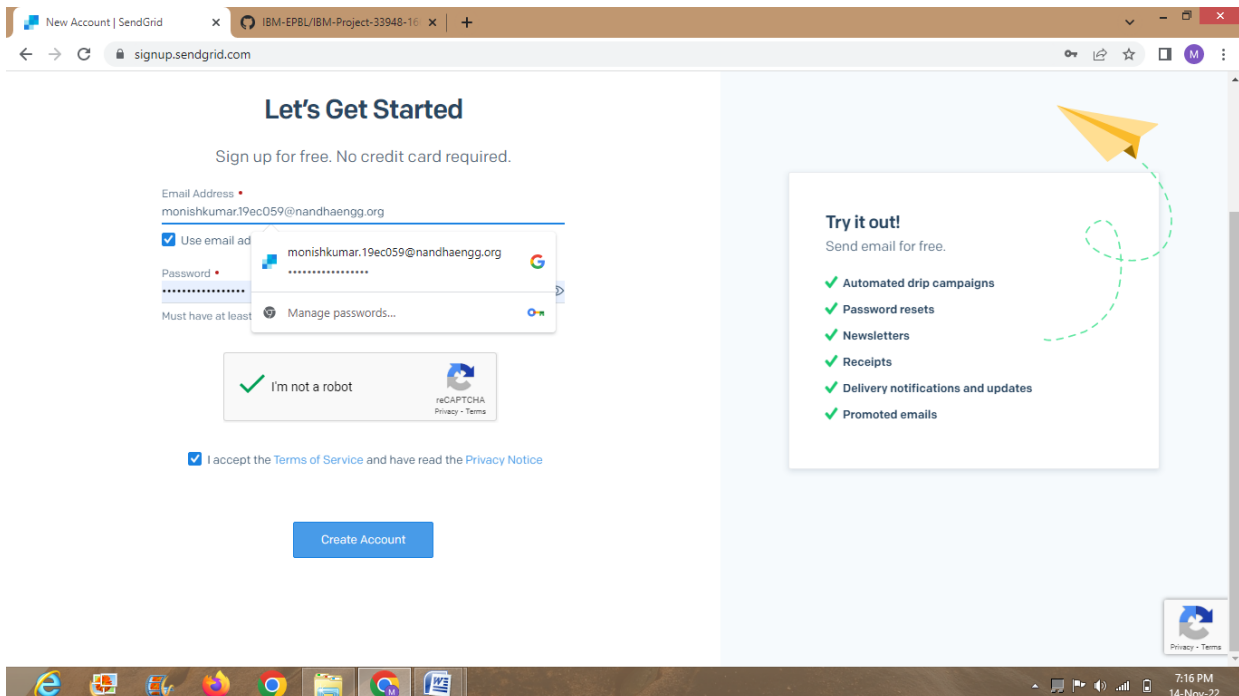 New Account | SendGrid
IBM-EPBL/IBM-Project-33948-16
signup.sendgrid.com
M
Let's Get Started
Sign up for free. No credit card required.
Email Address •
monishkumar.19ec059@nandhaengg.org
Use email ad
monishkumar.19ec059@nandhaengg.org
Password •
•••••••••••••••••
••••••••••••••••
Must have at least
Manage passwords...
I'm not a robot
reCAPTCHA
Privacy - Terms
I accept the Terms of Service and have read the Privacy Notice
Create Account
Try it out!
Send email for free.
Automated drip campaigns
Password resets
Newsletters
Receipts
Delivery notifications and updates
Promoted emails
Privacy - Terms
7:16 PM
14-Nov-22